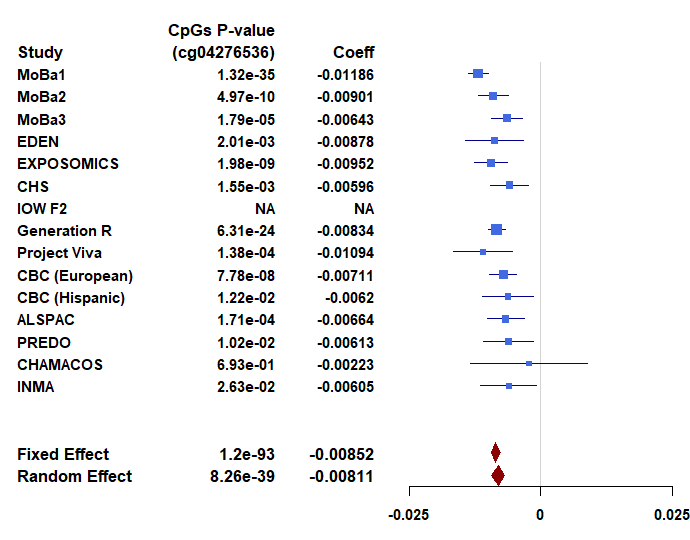 CpGs P-value
Study (cg04276536) Coeff
MoBa1 1.32e-35 -0.01186
MoBa2 4.97e-10 -0.00901
MoBa3 1.79e-05 -0.00643
EDEN 2.01e-03 -0.00878
EXPOSOMICS 1.98e-09 -0.00952
CHS 1.55e-03 -0.00596
IOW F2 NA NA
Generation R 6.31e-24 -0.00834
Project Viva 1.38e-04 -0.01094
CBC (European) 7.78e-08 -0.00711
CBC (Hispanic) 1.22e-02 -0.0062
ALSPAC 1.71e-04 -0.00664
PREDO 1.02e-02 -0.00613
CHAMACOS 6.93e-01 -0.00223
INMA 2.63e-02 -0.00605
Fixed Effect 1.2e-93 -0.00852
Random Effect 8.26e-39 -0.00811
-0.025 0 0.025